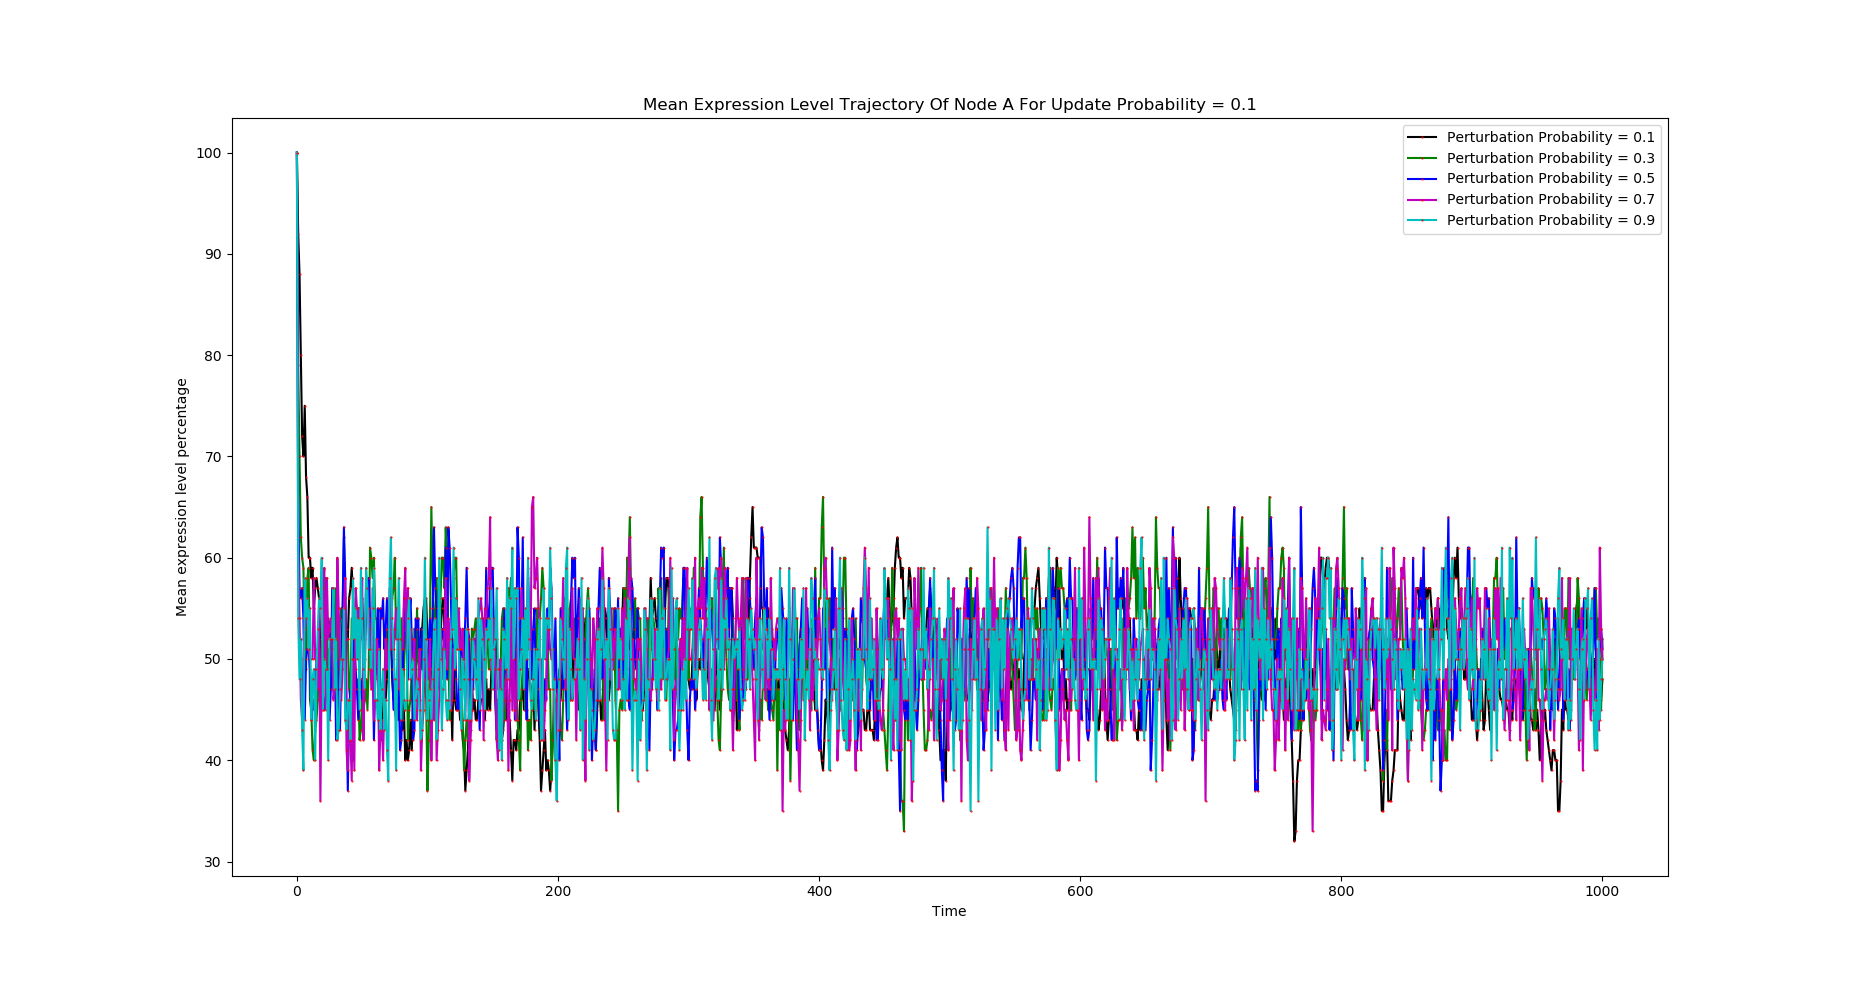 Mean Expression Level Trajectory Of Node A For Update Probability = 0.1
Perturbation Probability = 0.1
Perturbation Probability = 0.3
Perturbation Probability = 0.5
Perturbation Probability = 0.7
Perturbation Probability = 0.9
Mean expression level percentage
100
90
80
70
60
50
40
30
0
200
400
600
800
1000
Time